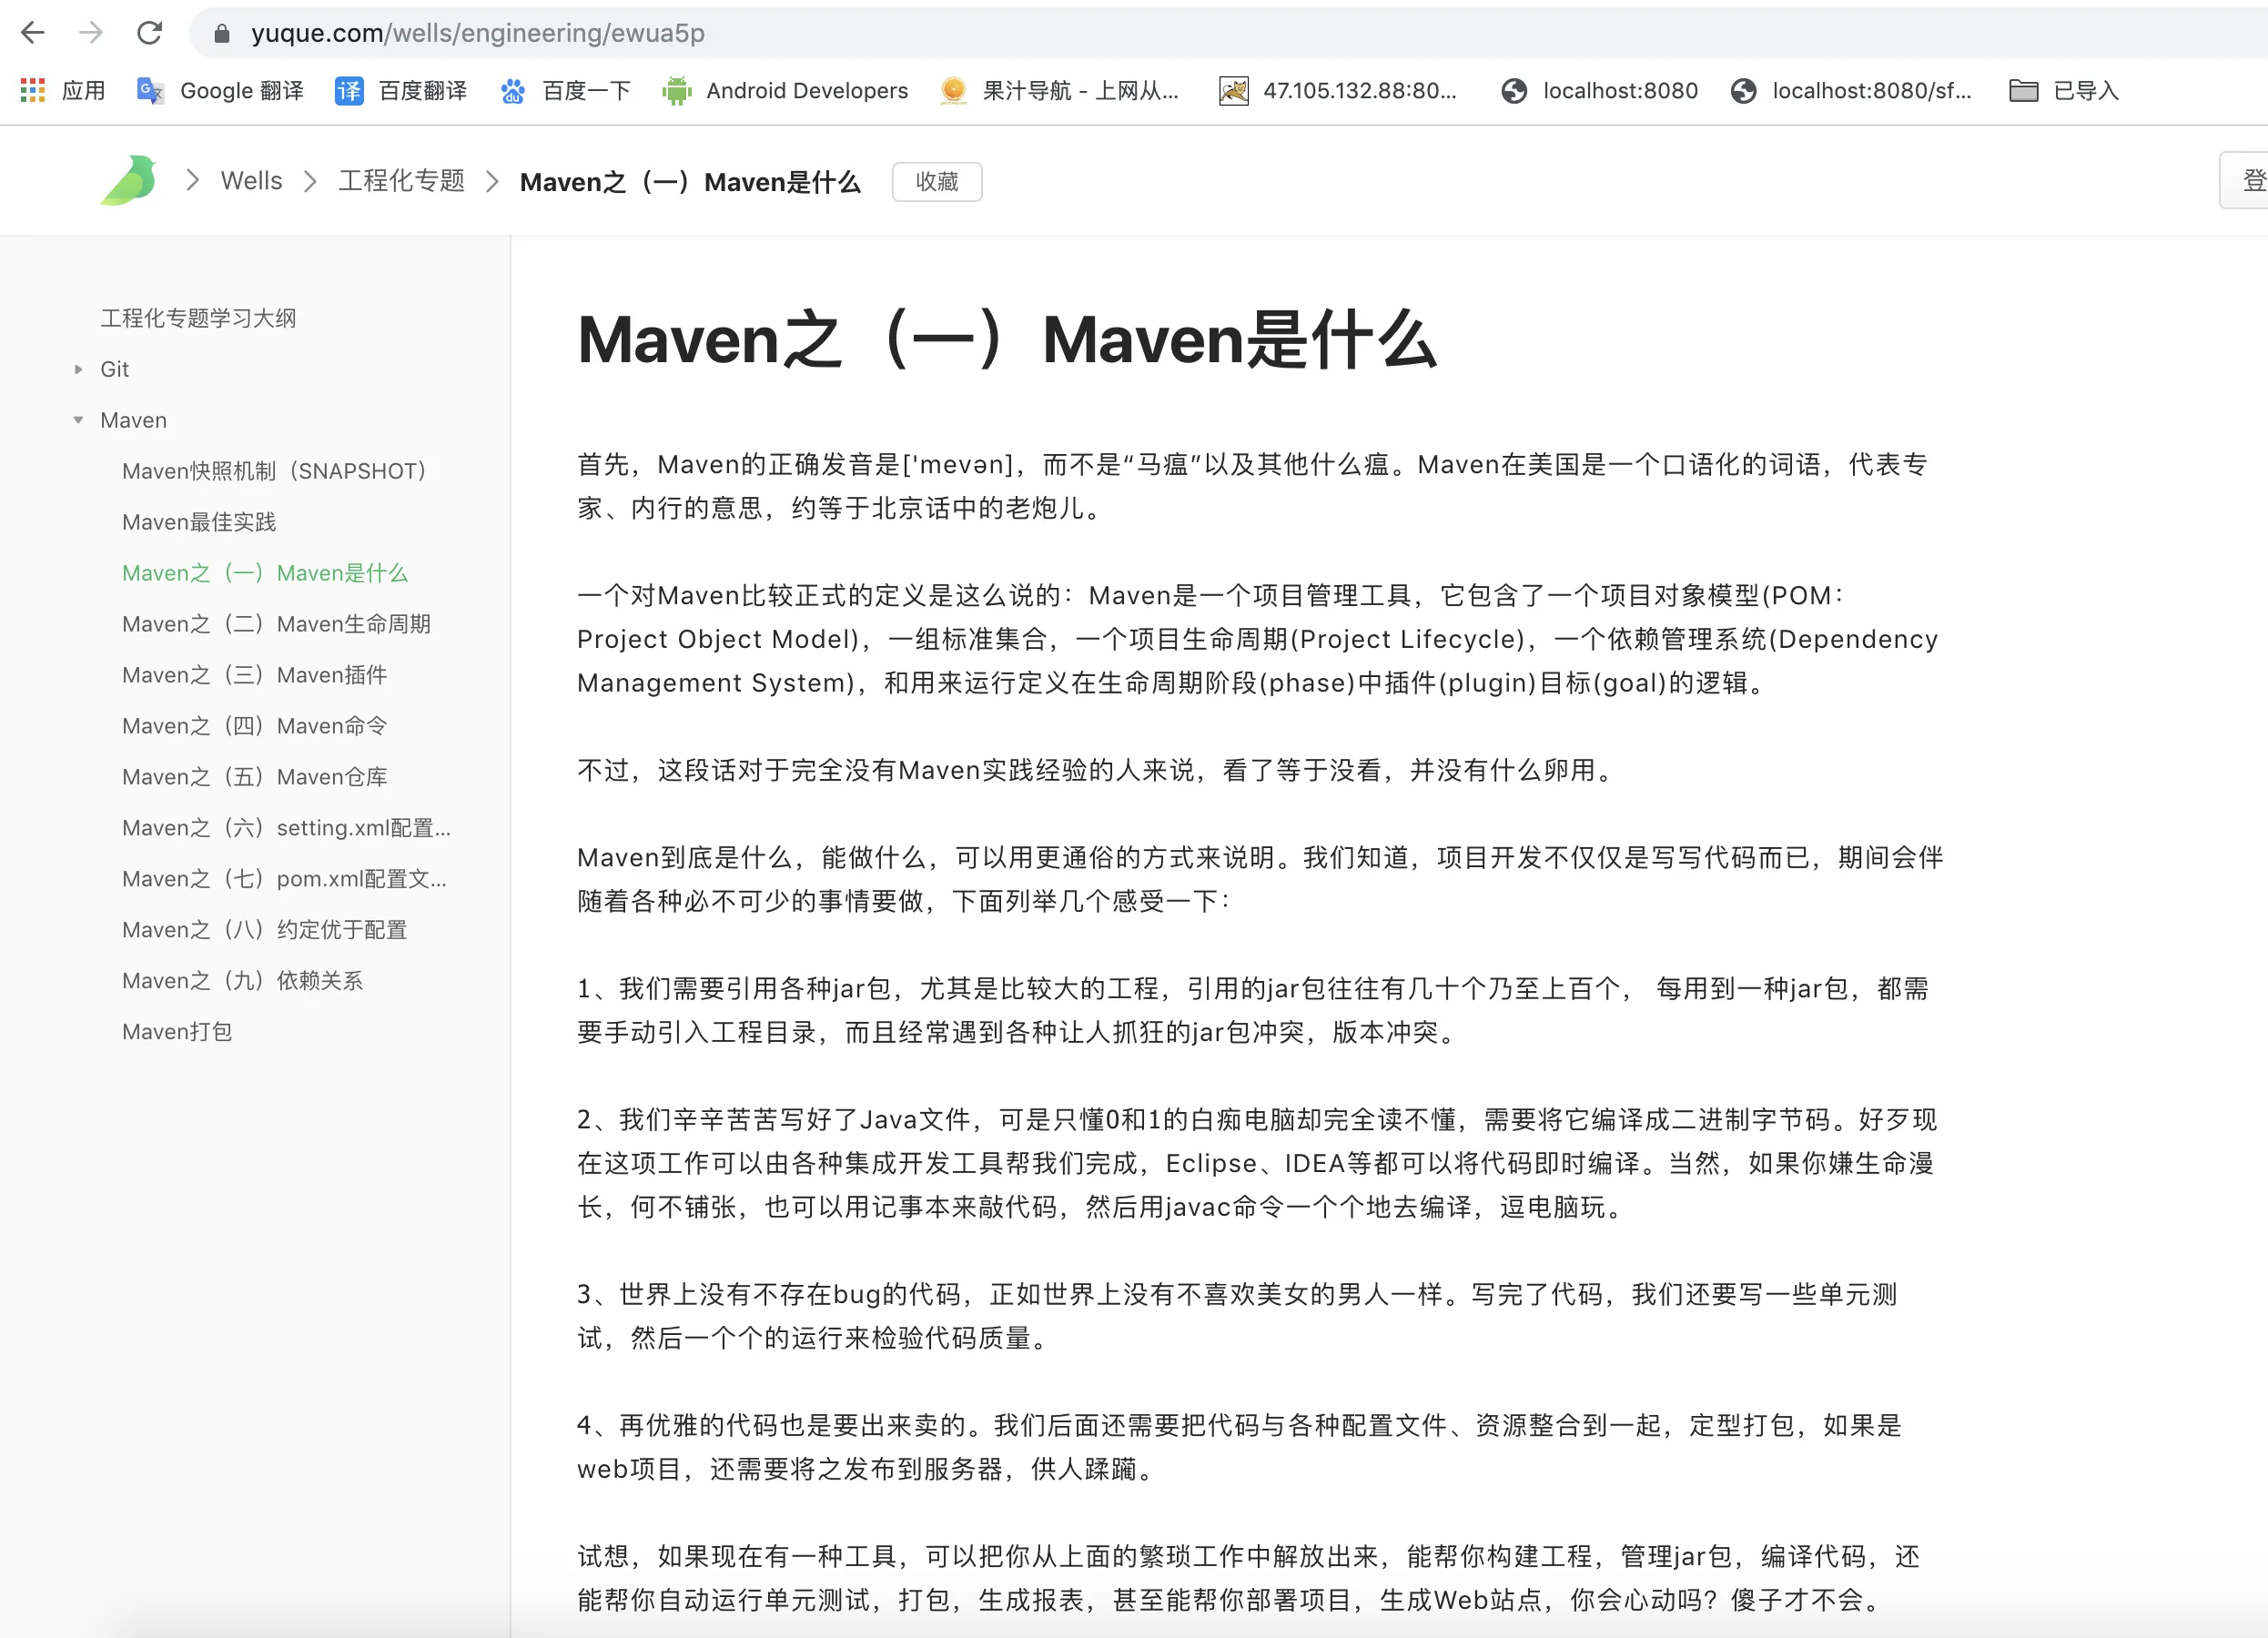 yuque.com/wells/engineering/ewua5p
应用 Google 翻译 百度翻译 百度一下 Android Developers 果汁导航 - 上网从... 47.105.132.88:80... localhost:8080 localhost:8080/sf... 已导入
Wells 工程化专题 Maven之（一）Maven是什么 收藏 登
工程化专题学习大纲
Git
Maven
Maven快照机制（SNAPSHOT）
Maven最佳实践
Maven之（一）Maven是什么
Maven之（二）Maven生命周期
Maven之（三）Maven插件
Maven之（四）Maven命令
Maven之（五）Maven仓库
Maven之（六）setting.xml配置...
Maven之（七）pom.xml配置文...
Maven之（八）约定优于配置
Maven之（九）依赖关系
Maven打包
Maven之（一）Maven是什么
首先，Maven的正确发音是['mevən]，而不是“马瘟”以及其他什么瘟。Maven在美国是一个口语化的词语，代表专
家、内行的意思，约等于北京话中的老炮儿。
一个对Maven比较正式的定义是这么说的：Maven是一个项目管理工具，它包含了一个项目对象模型(POM：
Project Object Model)，一组标准集合，一个项目生命周期(Project Lifecycle)，一个依赖管理系统(Dependency
Management System)，和用来运行定义在生命周期阶段(phase)中插件(plugin)目标(goal)的逻辑。
不过，这段话对于完全没有Maven实践经验的人来说，看了等于没看，并没有什么卵用。
Maven到底是什么，能做什么，可以用更通俗的方式来说明。我们知道，项目开发不仅仅是写写代码而已，期间会伴
随着各种必不可少的事情要做，下面列举几个感受一下：
1、我们需要引用各种jar包，尤其是比较大的工程，引用的jar包往往有几十个乃至上百个， 每用到一种jar包，都需
要手动引入工程目录，而且经常遇到各种让人抓狂的jar包冲突，版本冲突。
2、我们辛辛苦苦写好了Java文件，可是只懂0和1的白痴电脑却完全读不懂，需要将它编译成二进制字节码。好歹现
在这项工作可以由各种集成开发工具帮我们完成，Eclipse、IDEA等都可以将代码即时编译。当然，如果你嫌生命漫
长，何不铺张，也可以用记事本来敲代码，然后用javac命令一个个地去编译，逗电脑玩。
3、世界上没有不存在bug的代码，正如世界上没有不喜欢美女的男人一样。写完了代码，我们还要写一些单元测
试，然后一个个的运行来检验代码质量。
4、再优雅的代码也是要出来卖的。我们后面还需要把代码与各种配置文件、资源整合到一起，定型打包，如果是
web项目，还需要将之发布到服务器，供人蹂躏。
试想，如果现在有一种工具，可以把你从上面的繁琐工作中解放出来，能帮你构建工程，管理jar包，编译代码，还
能帮你自动运行单元测试，打包，生成报表，甚至能帮你部署项目，生成Web站点，你会心动吗？傻子才不会。